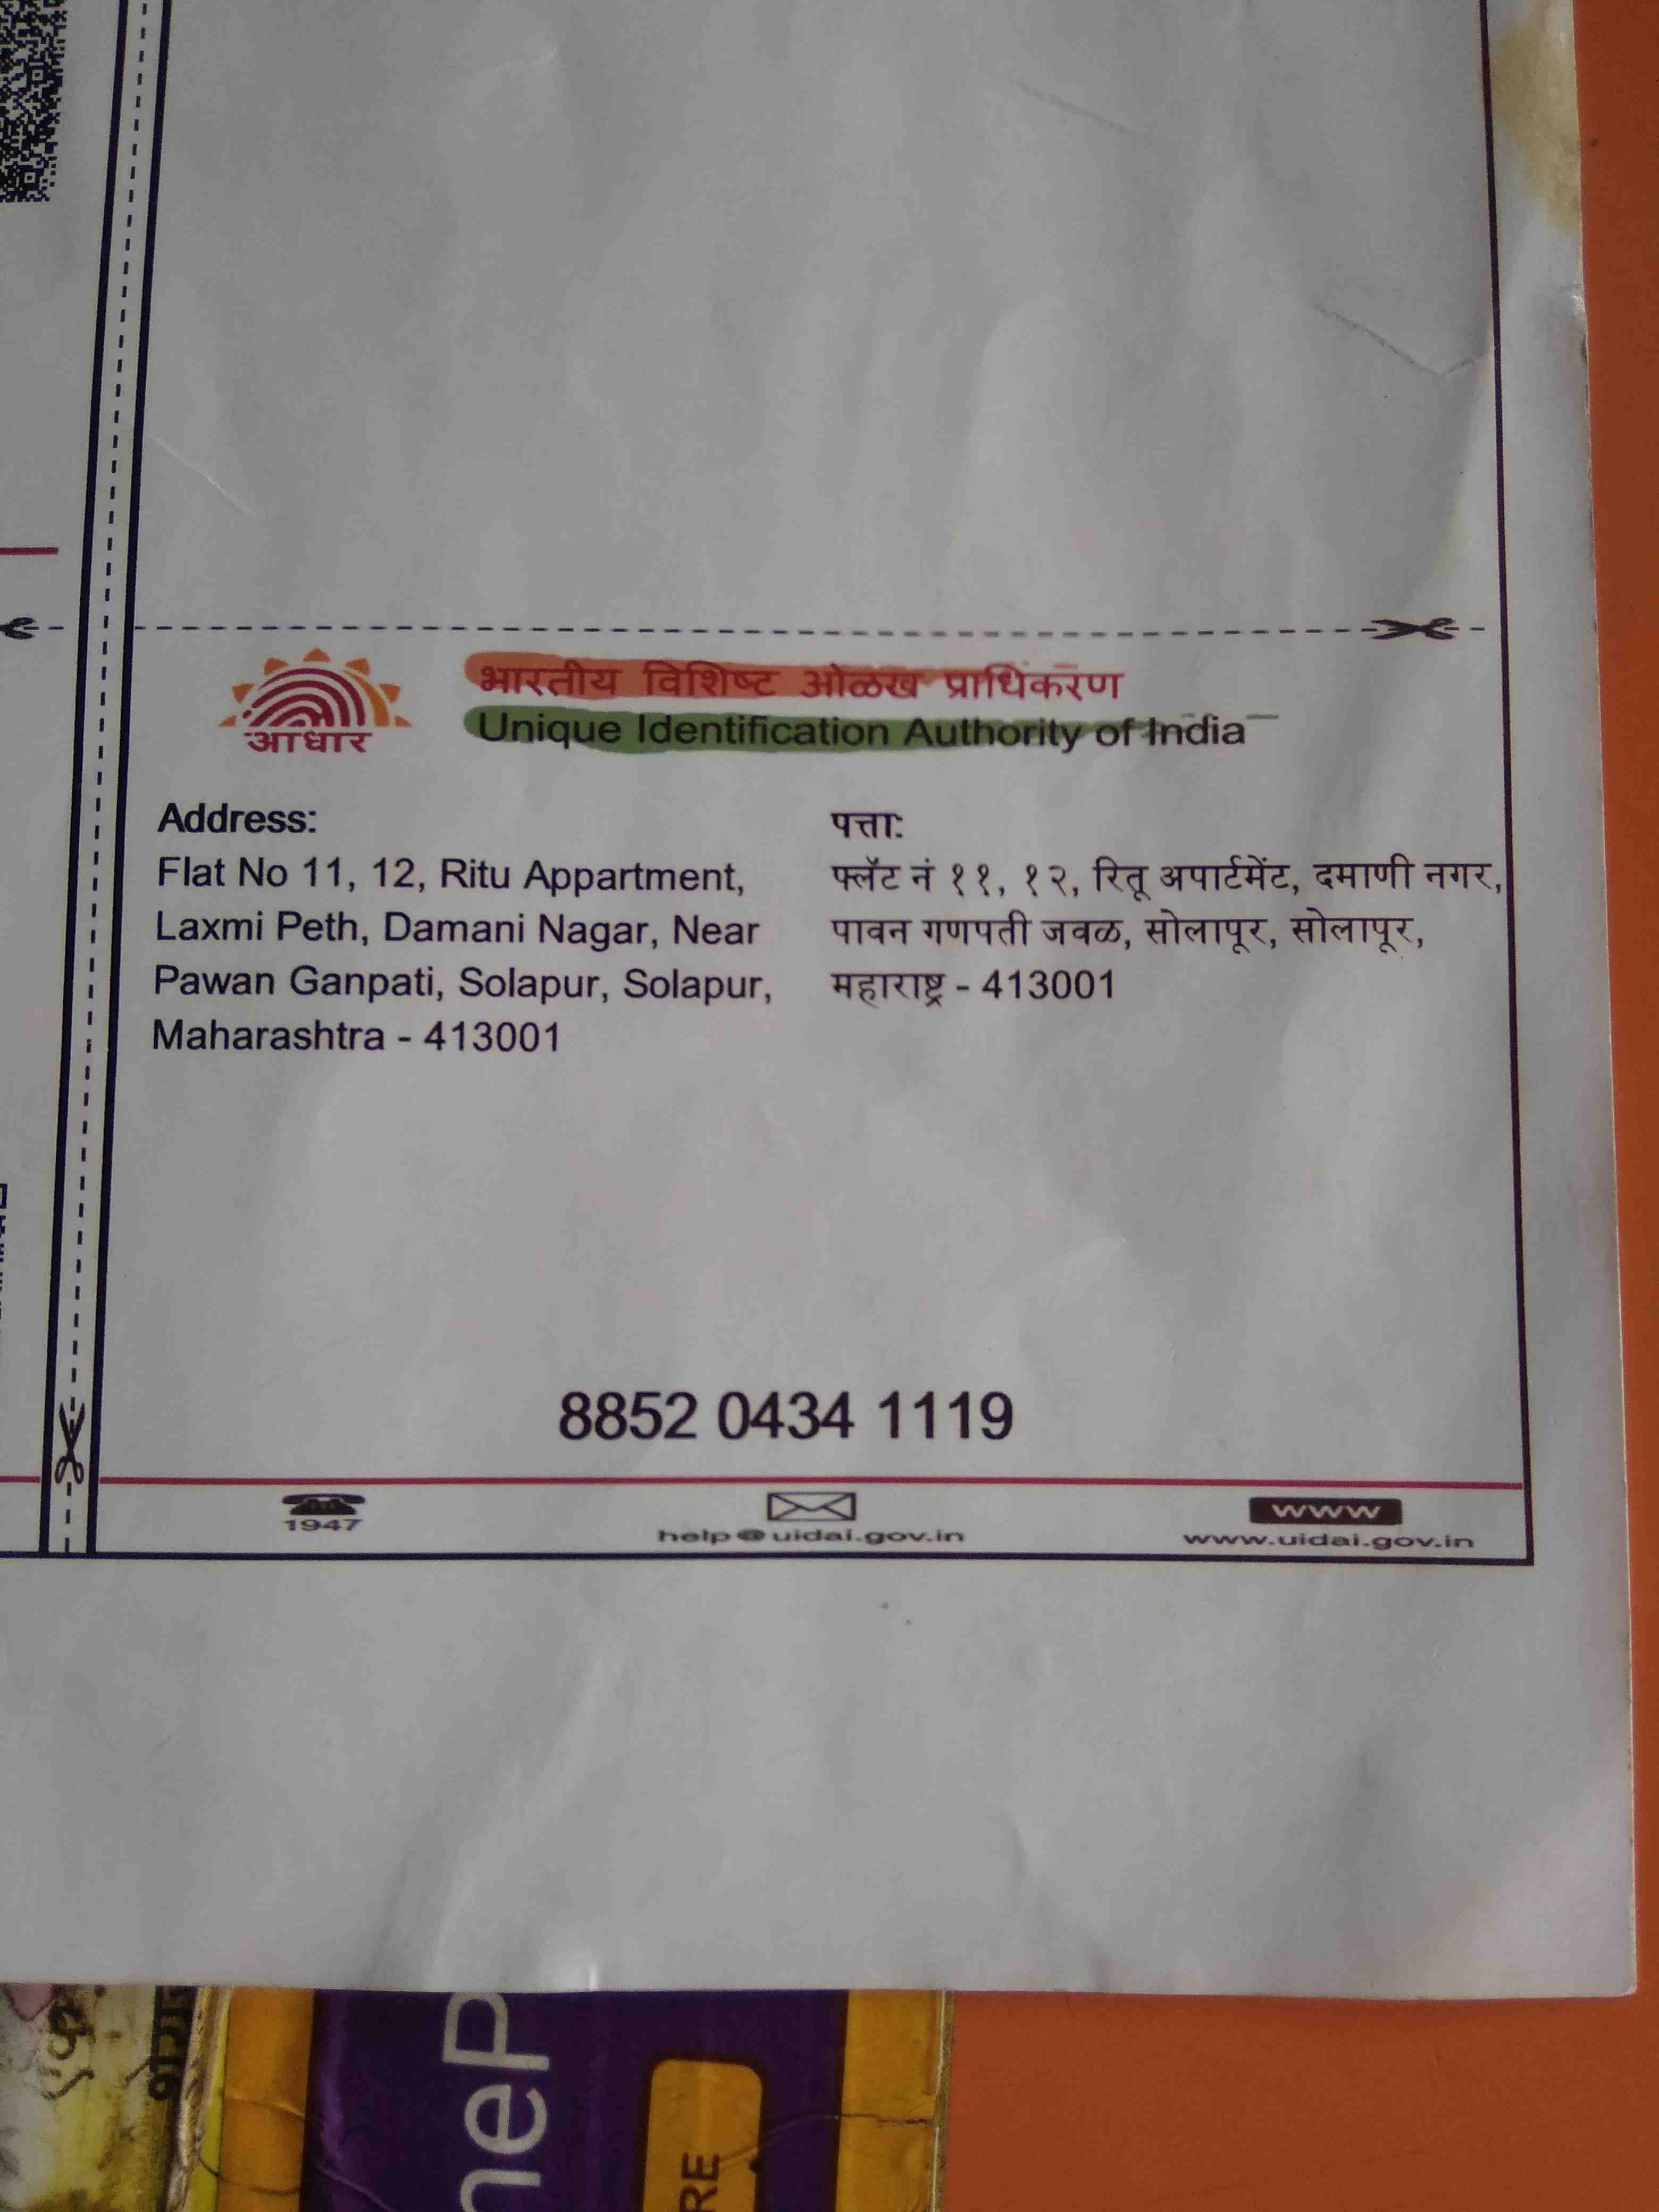 भारतीय विशिष्ट ओळख प्राधिकरण
Unique Identification Authority of India
आधार
Address:
Flat No 11, 12, Ritu Appartment,
Laxmi Peth, Damani Nagar, Near
Pawan Ganpati, Solapur, Solapur,
Maharashtra - 413001
पत्ता:
फ्लॅट नं ११, १२, रितू अपार्टमेंट, दमाणी नगर,
पावन गणपती जवळ, सोलापूर, सोलापूर,
महाराष्ट्र - 413001
8852 0434 1119
1947
help@uidai.gov.in
www
www.uidai.gov.in
neP
RE